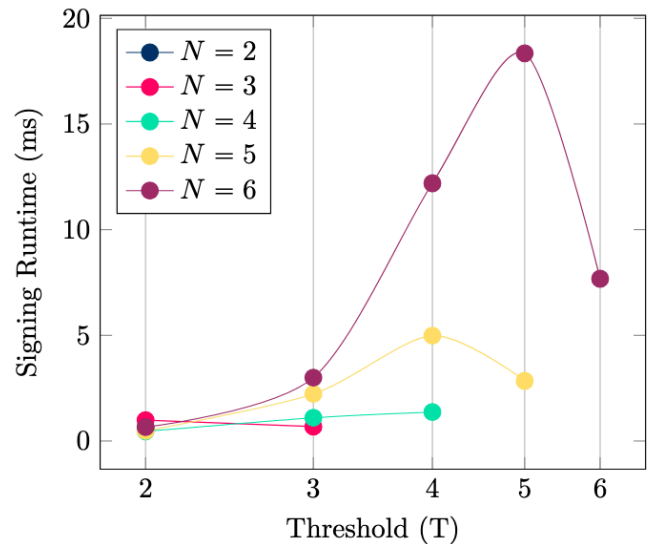 20
15
10
5
0
Signing Runtime (ms)
N = 2
N = 3
N = 4
N = 5
N = 6
2 3 4 5 6
Threshold (T)